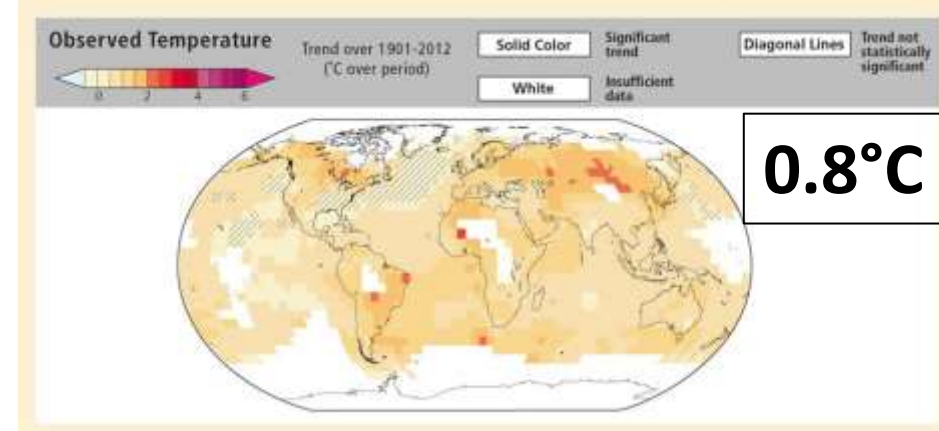 Observed Temperature
0 2 4 6
Trend over 1901-2012
(°C over period)
Solid Color
Significant
trend
White
Insufficient
data
Diagonal Lines
Trend not
statistically
significant
0.8°C